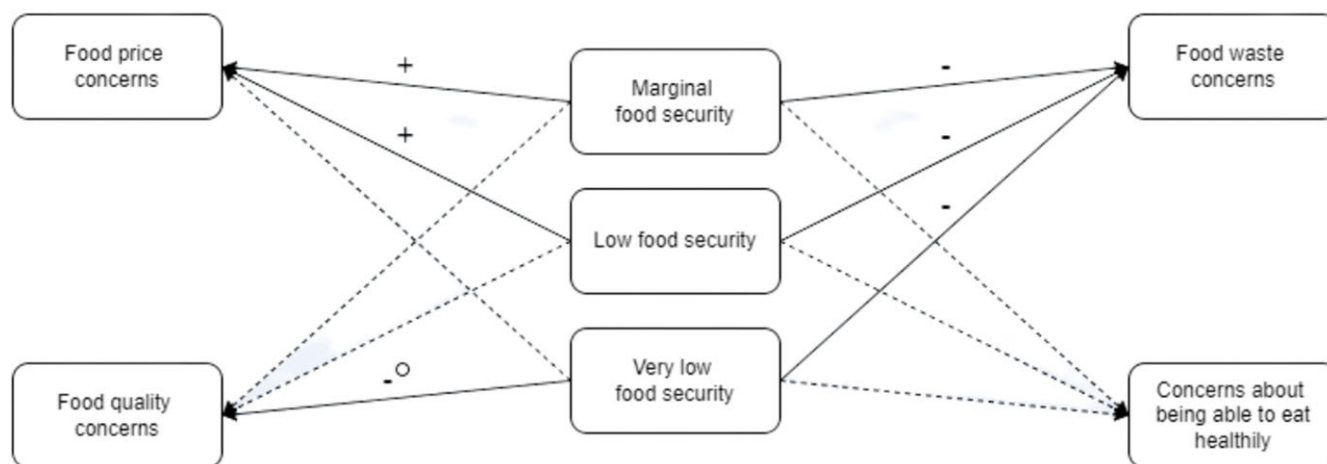 Food price
concerns
+
+
Marginal
food security
-
-
-
Food waste
concerns
Low food security
Food quality
concerns
-°
Very low
food security
Concerns about
being able to eat
healthily